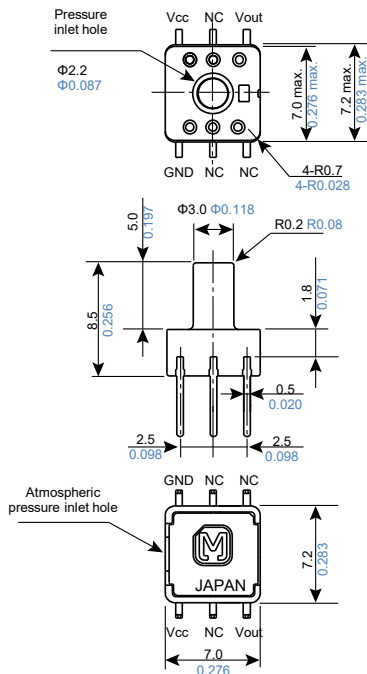 Pressure
inlet hole
Vcc NC Vout
Φ2.2
Φ0.087
7.0 max.
0.276 max.
7.2 max.
0.283 max.
GND NC NC
4-R0.7
4-R0.028
5.0
0.197
Φ3.0 Φ0.118
R0.2 R0.08
8.5
0.256
1.8
0.071
0.5
0.020
2.5
0.098
2.5
0.098
GND NC NC
Atmospheric
pressure inlet hole
M
JAPAN
7.2
0.283
Vcc NC Vout
7.0
0.276